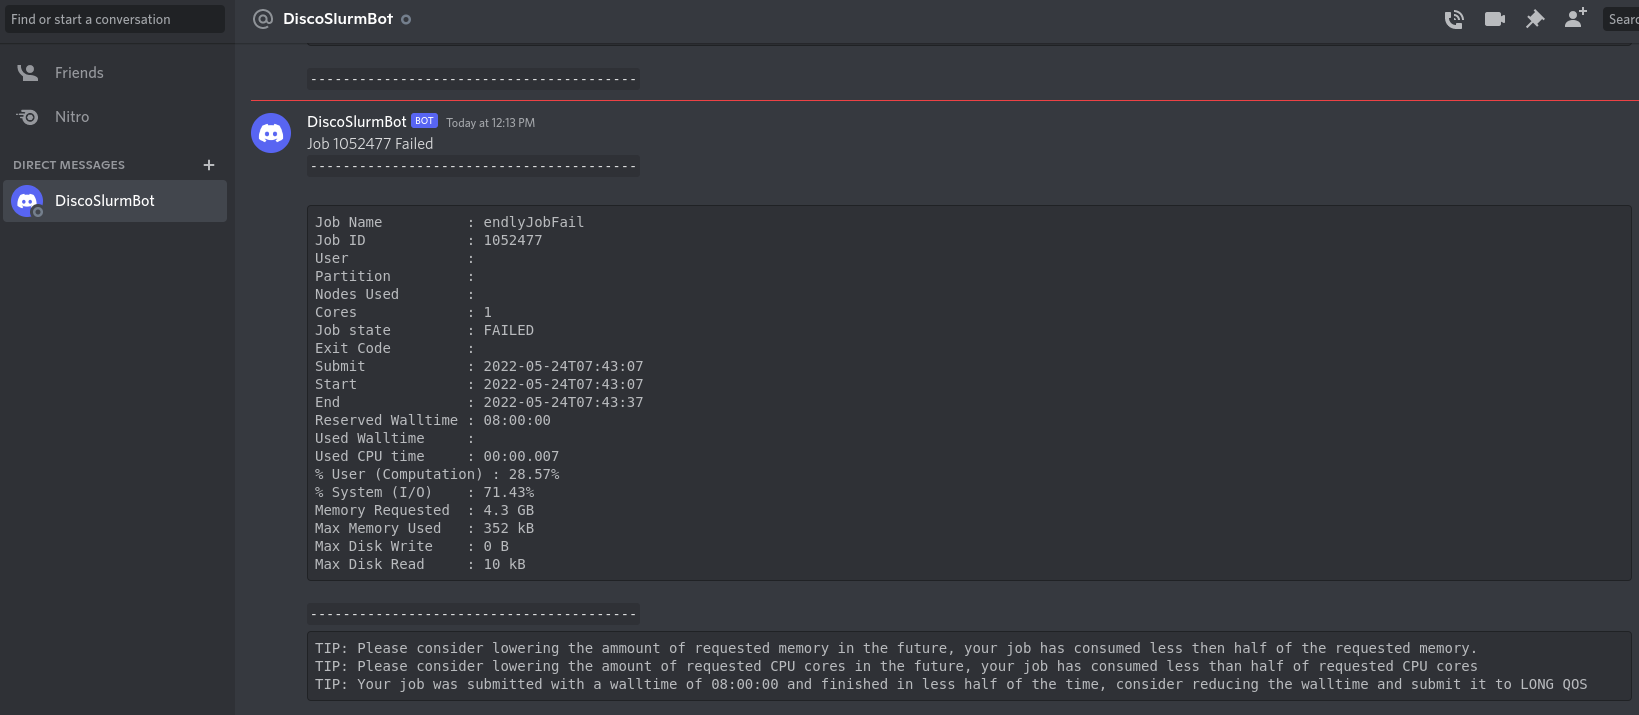 Find or start a conversation
DiscoSlurmBot
Searc
Friends
Nitro
DIRECT MESSAGES +
DiscoSlurmBot
----------------------------------------
DiscoSlurmBot BOT Today at 12:13 PM
Job 1052477 Failed
----------------------------------------
Job Name : endlyJobFail
Job ID : 1052477
User :
Partition :
Nodes Used :
Cores : 1
Job state : FAILED
Exit Code :
Submit : 2022-05-24T07:43:07
Start : 2022-05-24T07:43:07
End : 2022-05-24T07:43:37
Reserved Walltime : 08:00:00
Used Walltime :
Used CPU time : 00:00.007
% User (Computation) : 28.57%
% System (I/O) : 71.43%
Memory Requested : 4.3 GB
Max Memory Used : 352 kB
Max Disk Write : 0 B
Max Disk Read : 10 kB
----------------------------------------
TIP: Please consider lowering the ammount of requested memory in the future, your job has consumed less then half of the requested memory.
TIP: Please consider lowering the amount of requested CPU cores in the future, your job has consumed less than half of requested CPU cores
TIP: Your job was submitted with a walltime of 08:00:00 and finished in less half of the time, consider reducing the walltime and submit it to LONG QOS